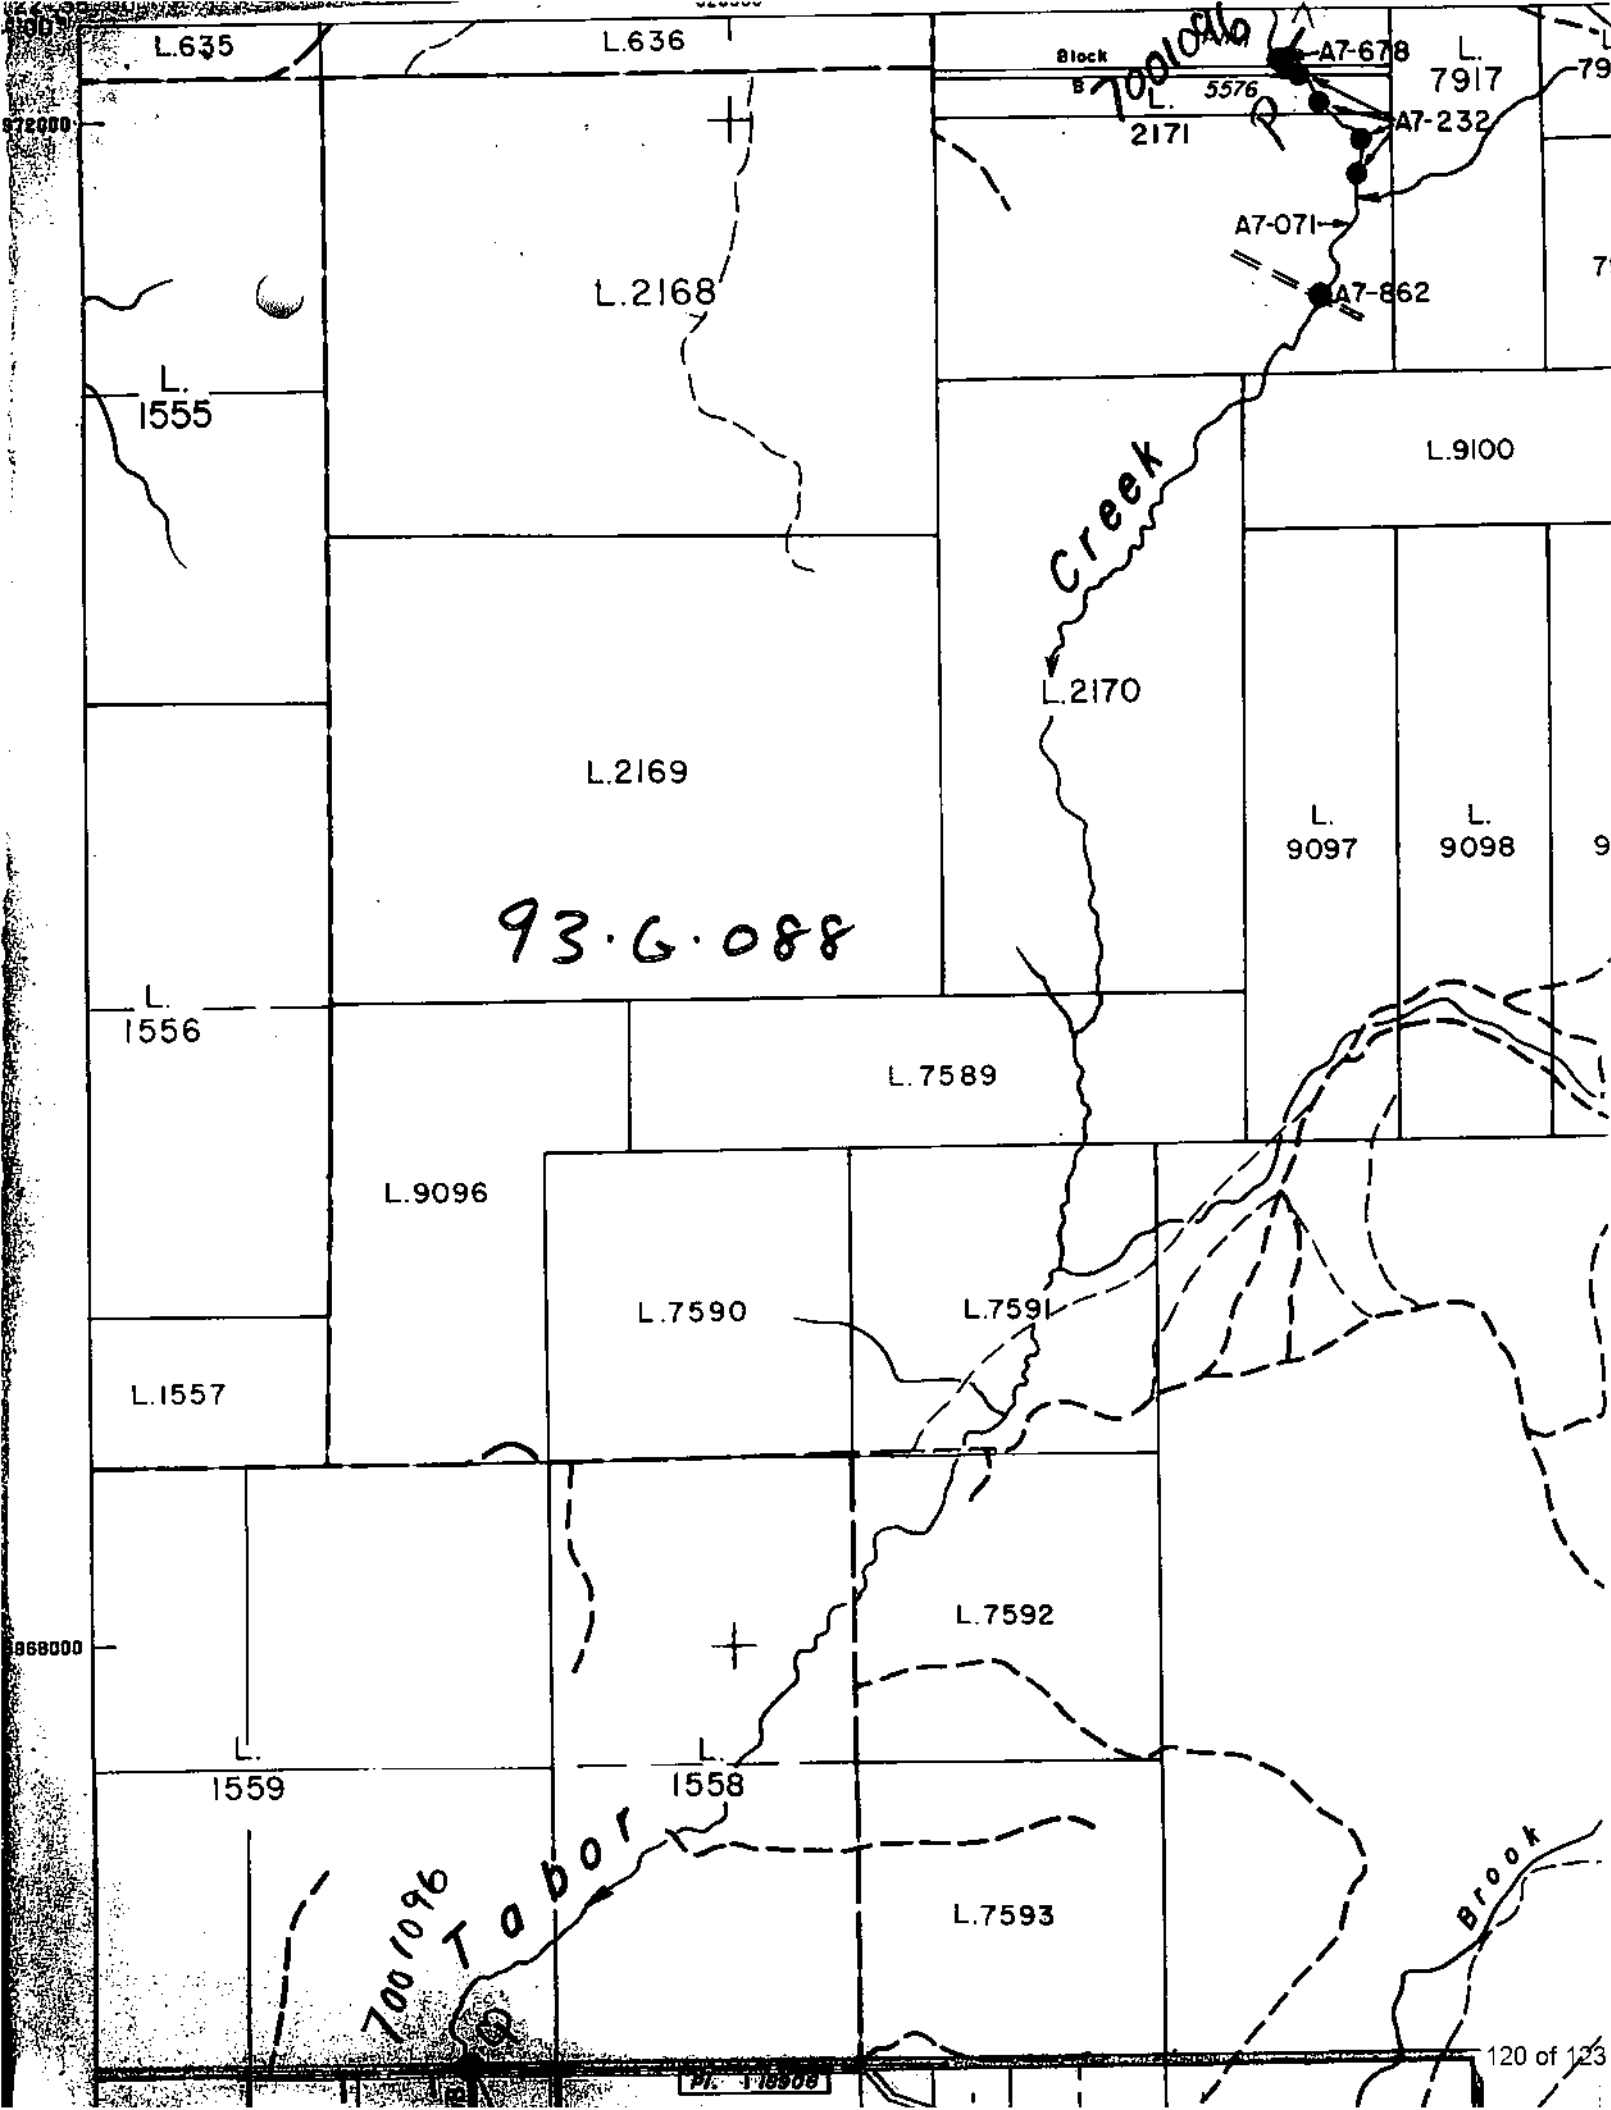 L.635
L.636
Block
B
7001096
A7-678
L.
7917
5576
L.
2171
A7-232
972000
A7-071
L.2168
A7-862
L.
1555
L.9100
Creek
L.2170
L.2169
L.
9097
L.
9098
93.G.088
L.
1556
L.7589
L.9096
L.7590
L.7591
L.1557
L.7592
868000
L.
1559
L.
1558
Tabor
7001096
L.7593
Brook
120 of 123